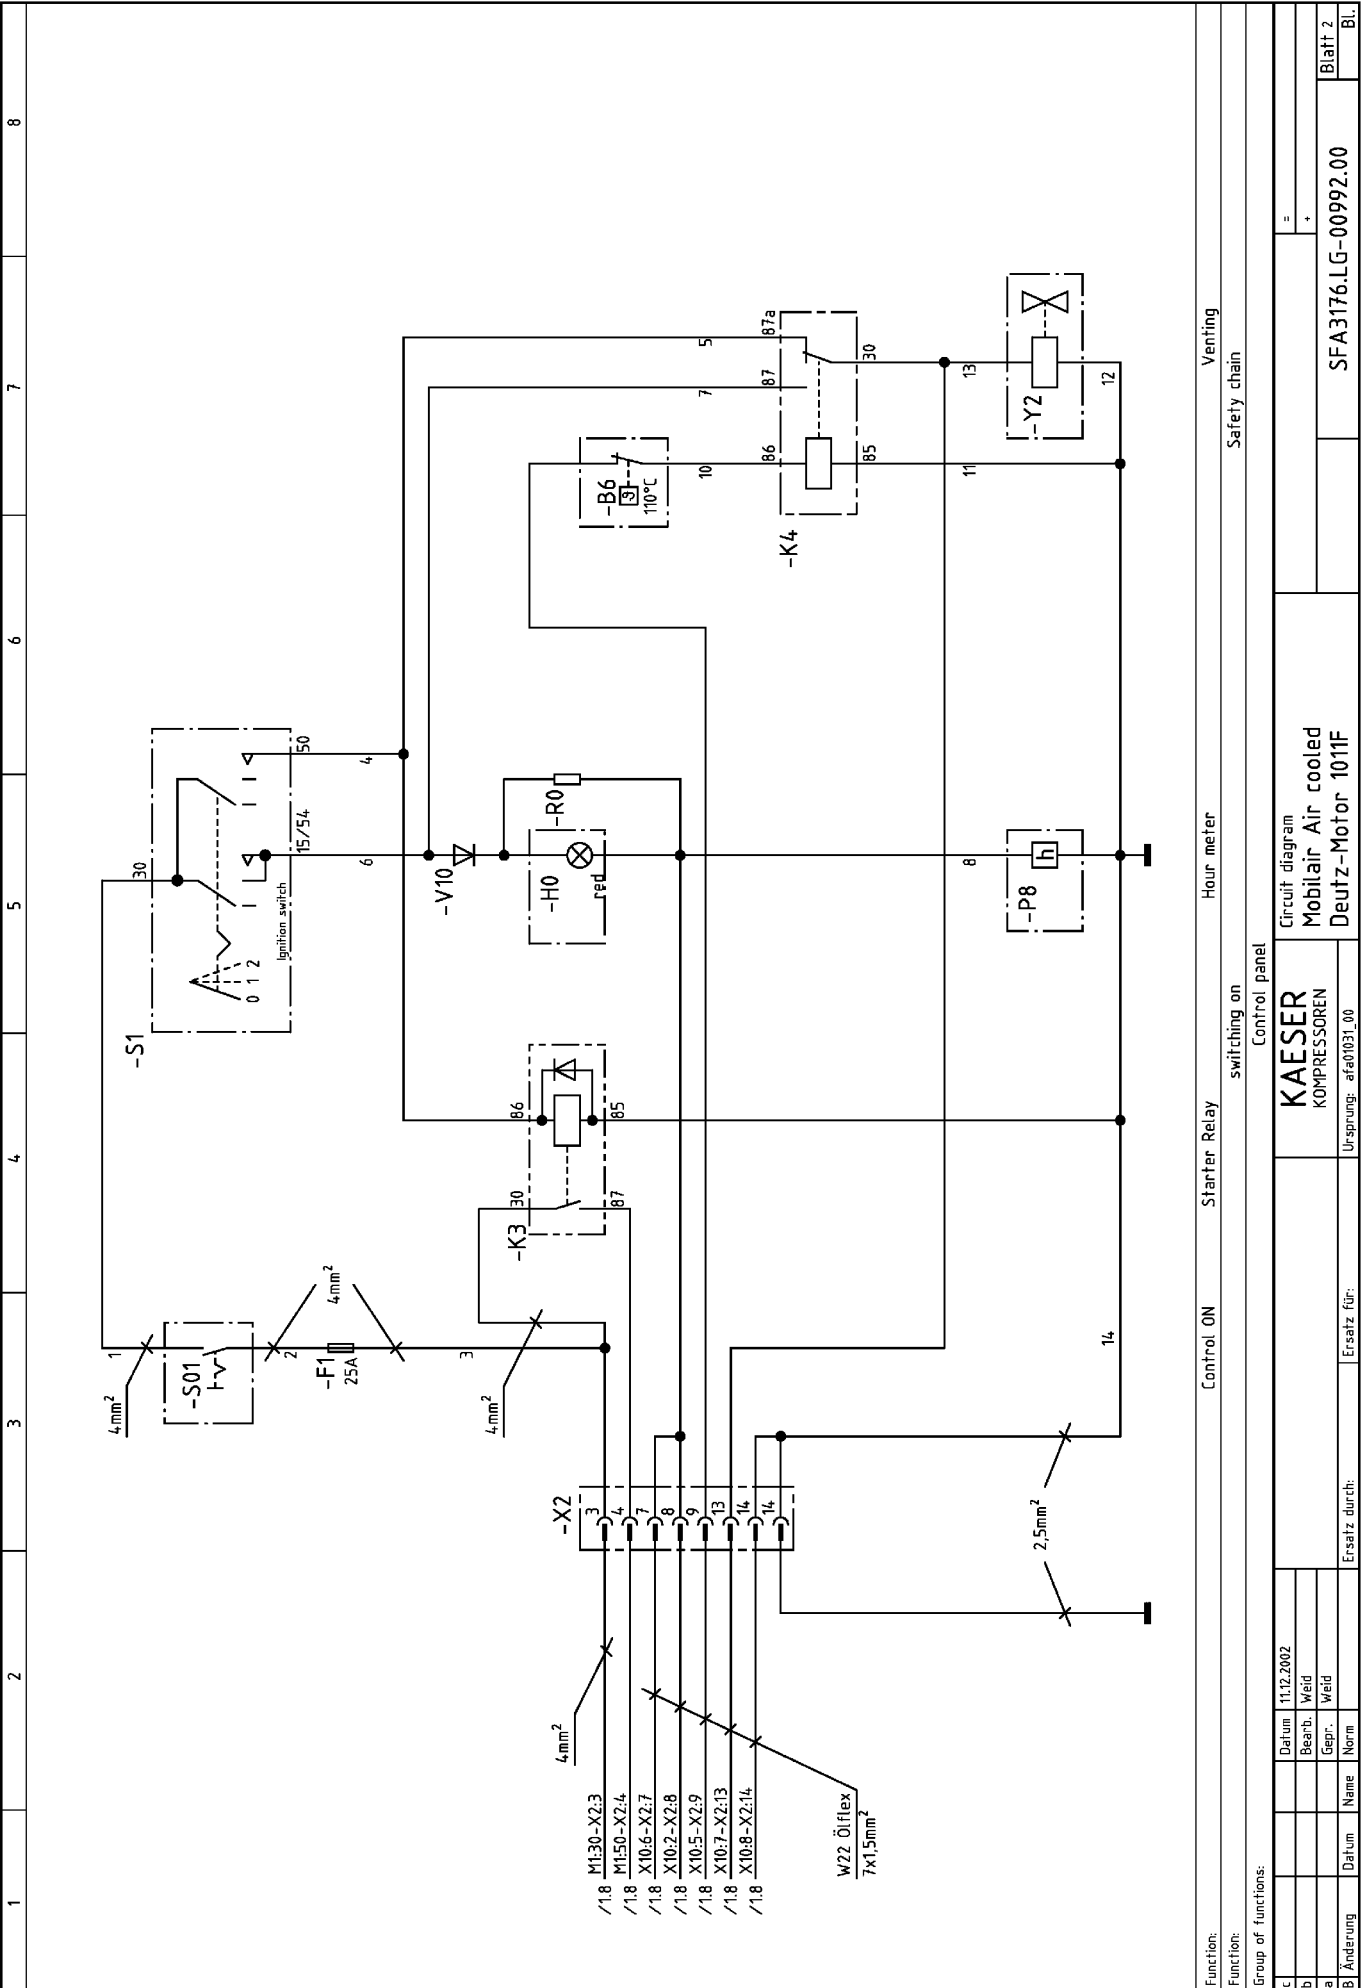 1
2
3
4
5
6
7
8
-S1
30
0 1 2
Ignition switch
15/54
50
1
4mm²
-S01
2
-F1
25A
4mm²
3
4mm²
-K3
30
87
86
85
6
4
-V10
-H0
red
-R0
-B6
ϑ
110°C
10
7
5
-K4
86
87
87a
85
30
11
13
-Y2
12
8
-P8
h
14
-X2
3
4
7
8
9
13
14
14
2,5mm²
4mm²
/1.8 M1:30-X2:3
/1.8 M1:50-X2:4
/1.8 X10:6-X2:7
/1.8 X10:2-X2:8
/1.8 X10:5-X2:9
/1.8 X10:7-X2:13
/1.8 X10:8-X2:14
W22 Ölflex
7x1,5mm²
Function: Control ON Starter Relay Hour meter Venting
Function: switching on Safety chain
Group of functions: Control panel
c
b
a
B Änderung Datum Name Norm
Datum 11.12.2002
Bearb. Weid
Gepr. Weid
Ersatz durch: Ersatz für: Ursprung: afa01031_00
KAESER
KOMPRESSOREN
Circuit diagram
Mobilair Air cooled
Deutz-Motor 1011F
=
+
SFA3176.LG-00992.00
Blatt 2
Bl.